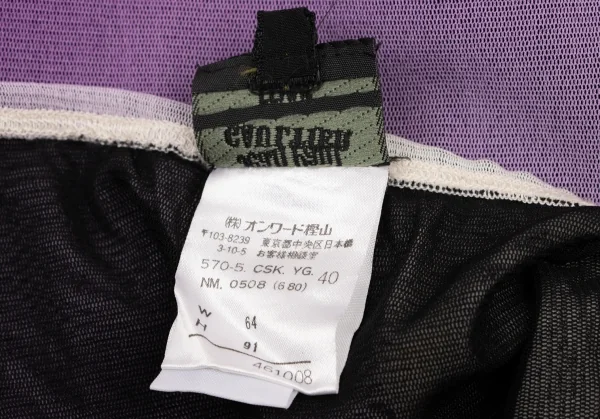 (株)オンワード樫山
〒103-8239 東京都中央区日本橋
3-10-5 お客様相談室
570-5. CSK. YG. 40
NM. 0508 (680)
W 64
H 91
461008